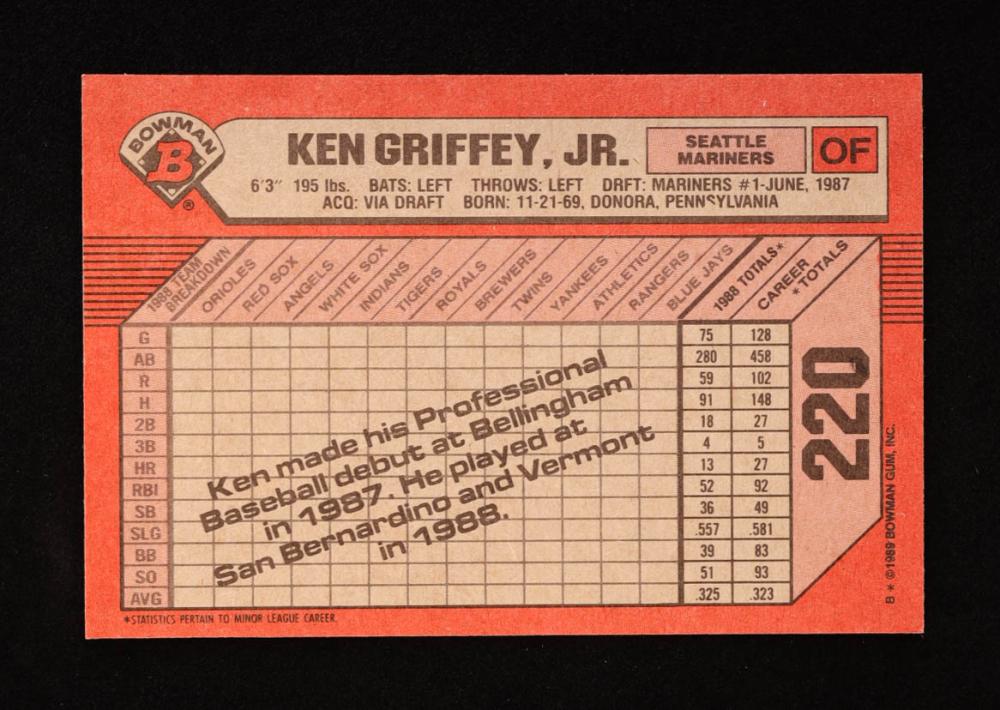 BOWMAN
B
®
KEN GRIFFEY, JR.
SEATTLE
MARINERS
OF
6'3" 195 lbs. BATS: LEFT THROWS: LEFT DRFT: MARINERS #1-JUNE, 1987
ACQ: VIA DRAFT BORN: 11-21-69, DONORA, PENNSYLVANIA
1988 TEAM
BREAKDOWN
ORIOLES
RED SOX
ANGELS
WHITE SOX
INDIANS
TIGERS
ROYALS
BREWERS
TWINS
YANKEES
ATHLETICS
RANGERS
BLUE JAYS
1988 TOTALS*
CAREER
*TOTALS
G 75 128
AB 280 458
R 59 102
H 91 148
2B 18 27
3B 4 5
HR 13 27
RBI 52 92
SB 36 49
SLG .557 .581
BB 39 83
SO 51 93
AVG .325 .323
Ken made his Professional
Baseball debut at Bellingham
in 1987. He played at
San Bernardino and Vermont
in 1988.
220
B * ©1989 BOWMAN GUM, INC.
*STATISTICS PERTAIN TO MINOR LEAGUE CAREER.